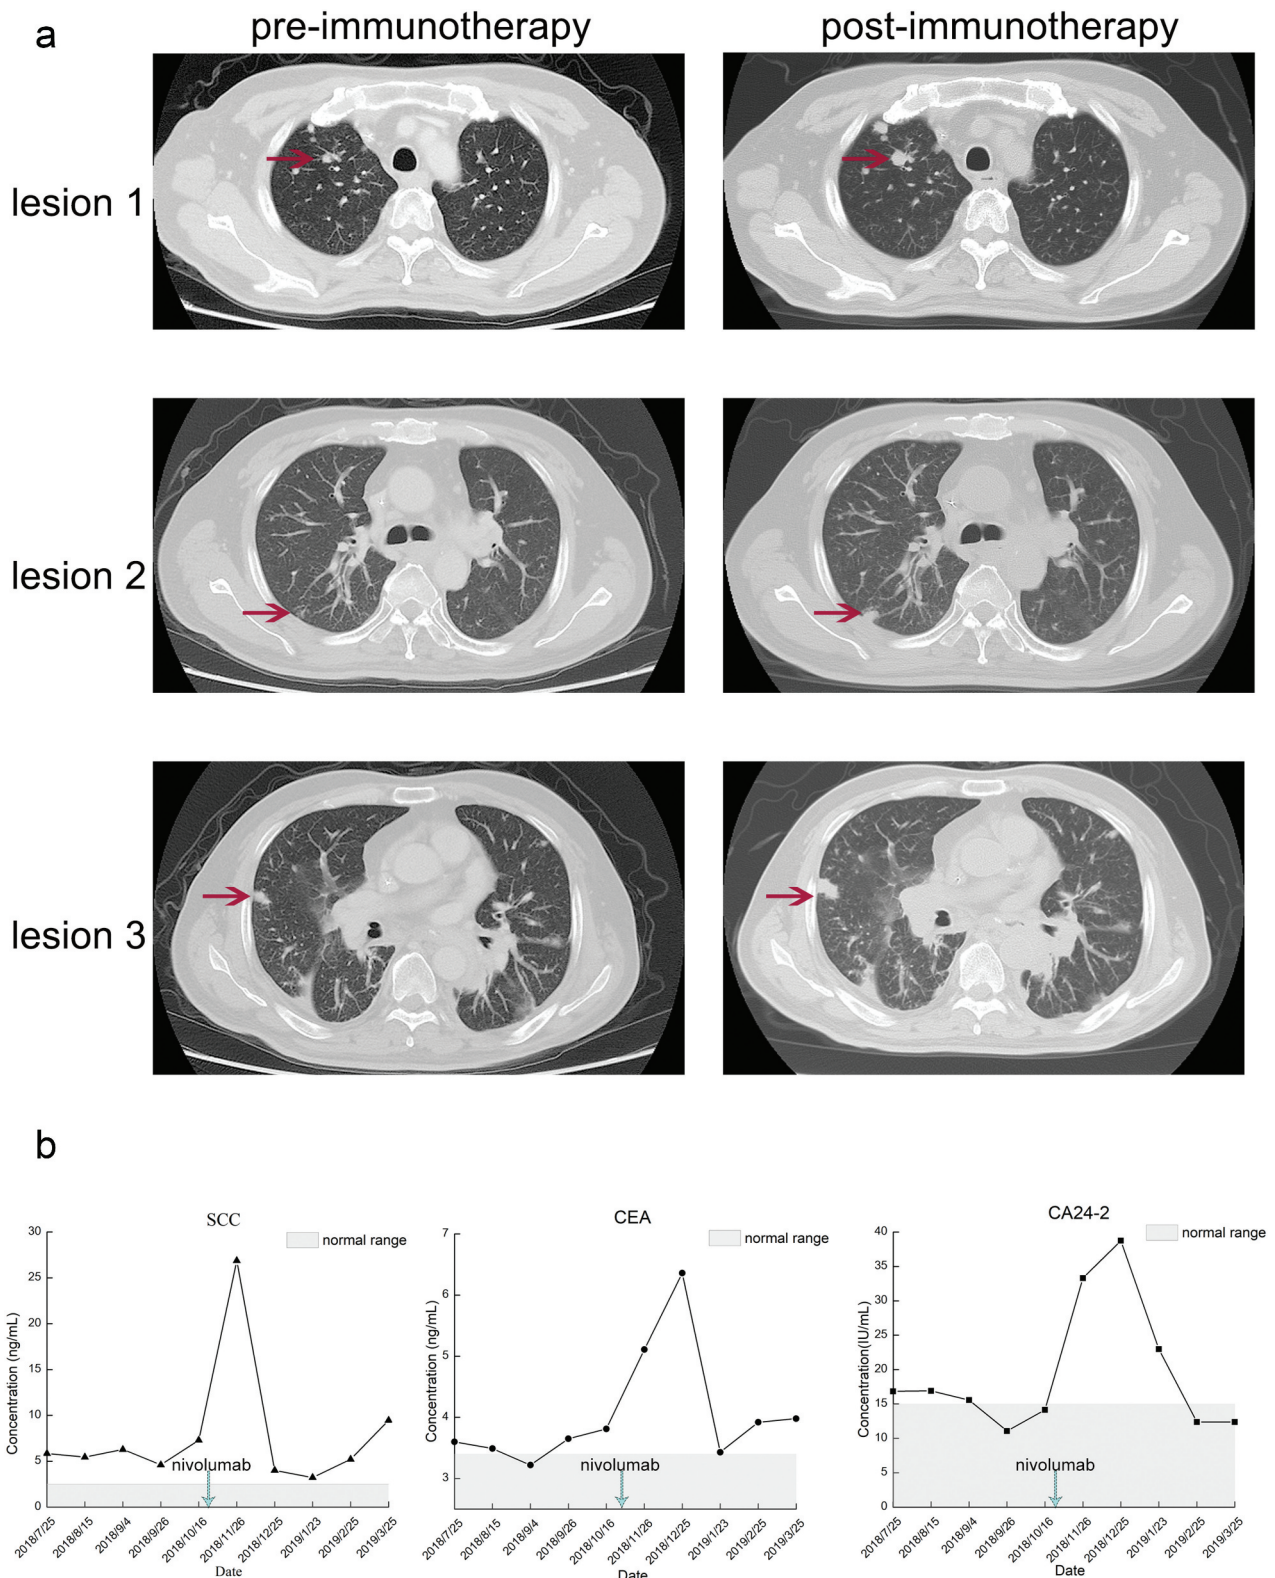 a
pre-immunotherapy
post-immunotherapy
lesion 1
lesion 2
lesion 3
b
SCC
normal range
30
25
20
15
10
5
0
Concentration (ng/mL)
nivolumab
2018/7/25
2018/8/15
2018/9/4
2018/9/26
2018/10/16
2018/11/26
2018/12/25
2019/1/23
2019/2/25
2019/3/25
Date
CEA
normal range
7
6
5
4
3
Concentration (ng/mL)
nivolumab
2018/7/25
2018/8/15
2018/9/4
2018/9/26
2018/10/16
2018/11/26
2018/12/25
2019/1/23
2019/2/25
2019/3/25
Date
CA24-2
normal range
40
35
30
25
20
15
10
5
0
Concentration(IU/mL)
nivolumab
2018/7/25
2018/8/15
2018/9/4
2018/9/26
2018/10/16
2018/11/26
2018/12/25
2019/1/23
2019/2/25
2019/3/25
Date